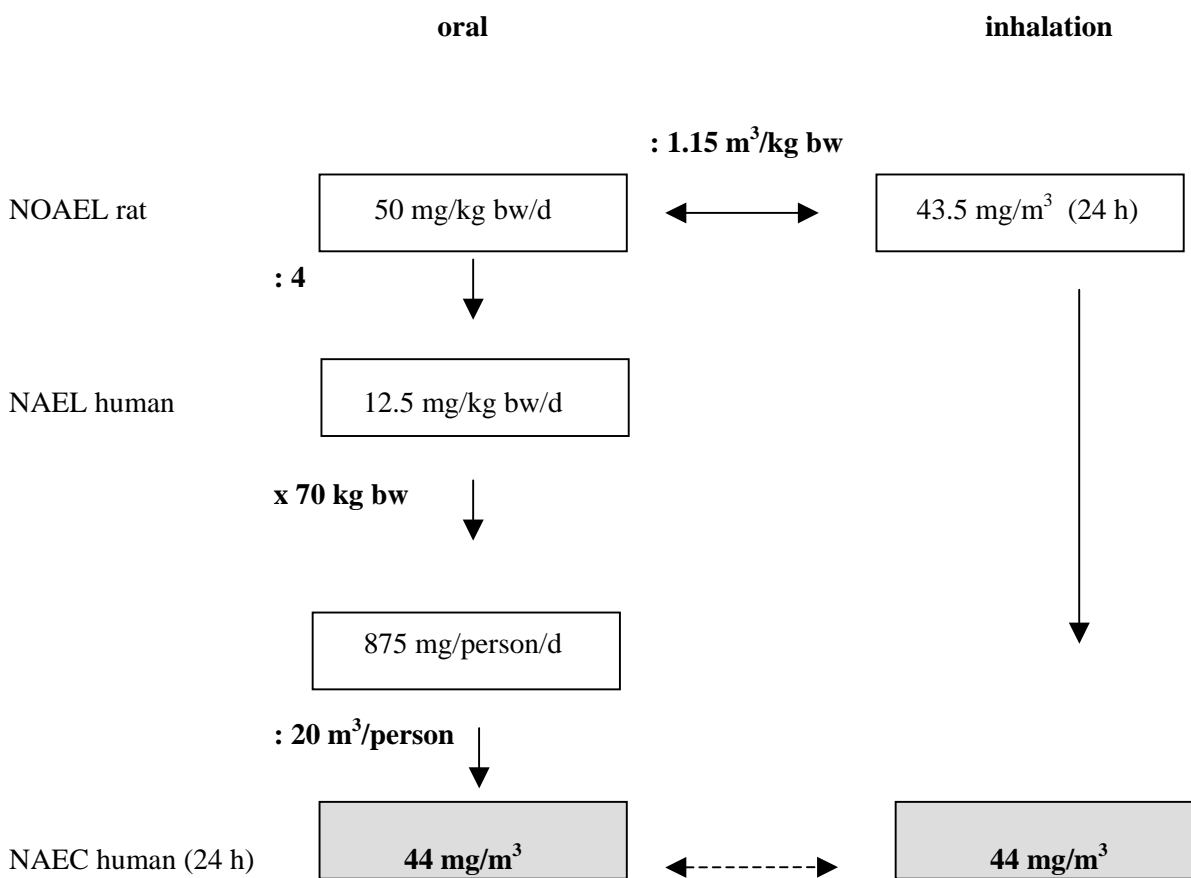 oral inhalation
: 1.15 m³/kg bw
NOAEL rat 50 mg/kg bw/d 43.5 mg/m³ (24 h)
: 4
NAEL human 12.5 mg/kg bw/d
x 70 kg bw
875 mg/person/d
: 20 m³/person
NAEC human (24 h) 44 mg/m³ 44 mg/m³